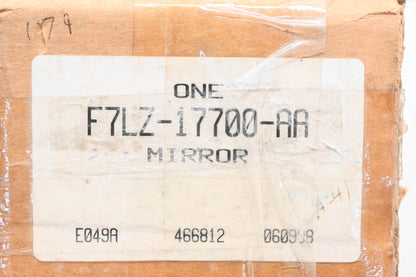 179
ONE
F7LZ-17700-AA
MIRROR
E049A 466812 060998